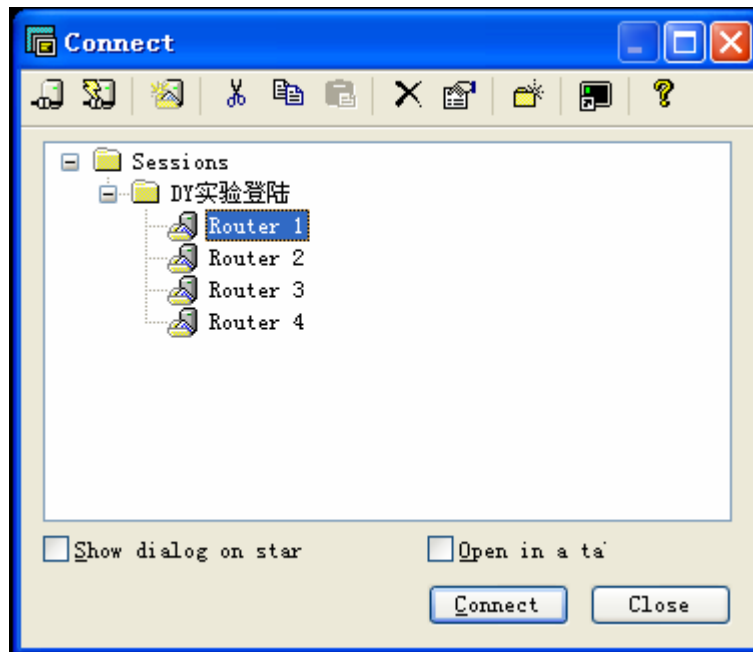 Connect
Sessions
DY实验登陆
Router 1
Router 2
Router 3
Router 4
Show dialog on star
Open in a ta
Connect
Close